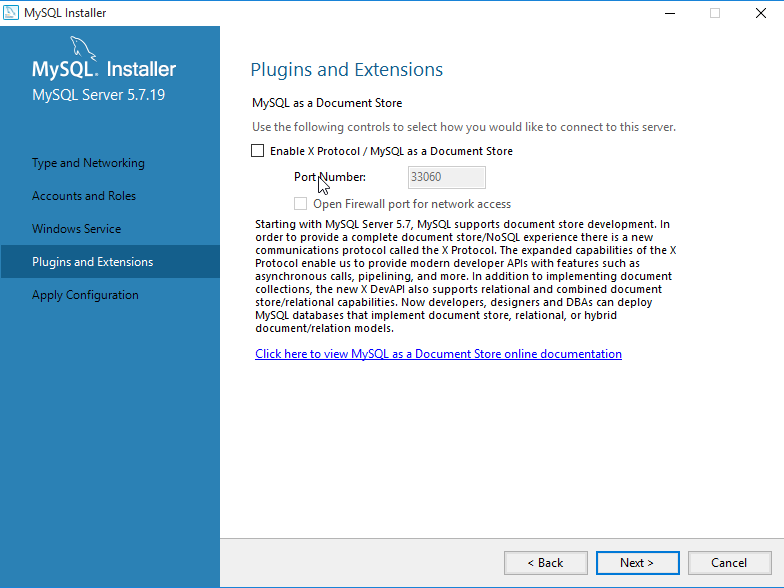 MySQL Installer
MySQL. Installer
MySQL Server 5.7.19
Type and Networking
Accounts and Roles
Windows Service
Plugins and Extensions
Apply Configuration
Plugins and Extensions
MySQL as a Document Store
Use the following controls to select how you would like to connect to this server.
Enable X Protocol / MySQL as a Document Store
Port Number: 33060
Open Firewall port for network access
Starting with MySQL Server 5.7, MySQL supports document store development. In
order to provide a complete document store/NoSQL experience there is a new
communications protocol called the X Protocol. The expanded capabilities of the X
Protocol enable us to provide modern developer APIs with features such as
asynchronous calls, pipelining, and more. In addition to implementing document
collections, the new X DevAPI also supports relational and combined document
store/relational capabilities. Now developers, designers and DBAs can deploy
MySQL databases that implement document store, relational, or hybrid
document/relation models.
Click here to view MySQL as a Document Store online documentation
< Back Next > Cancel